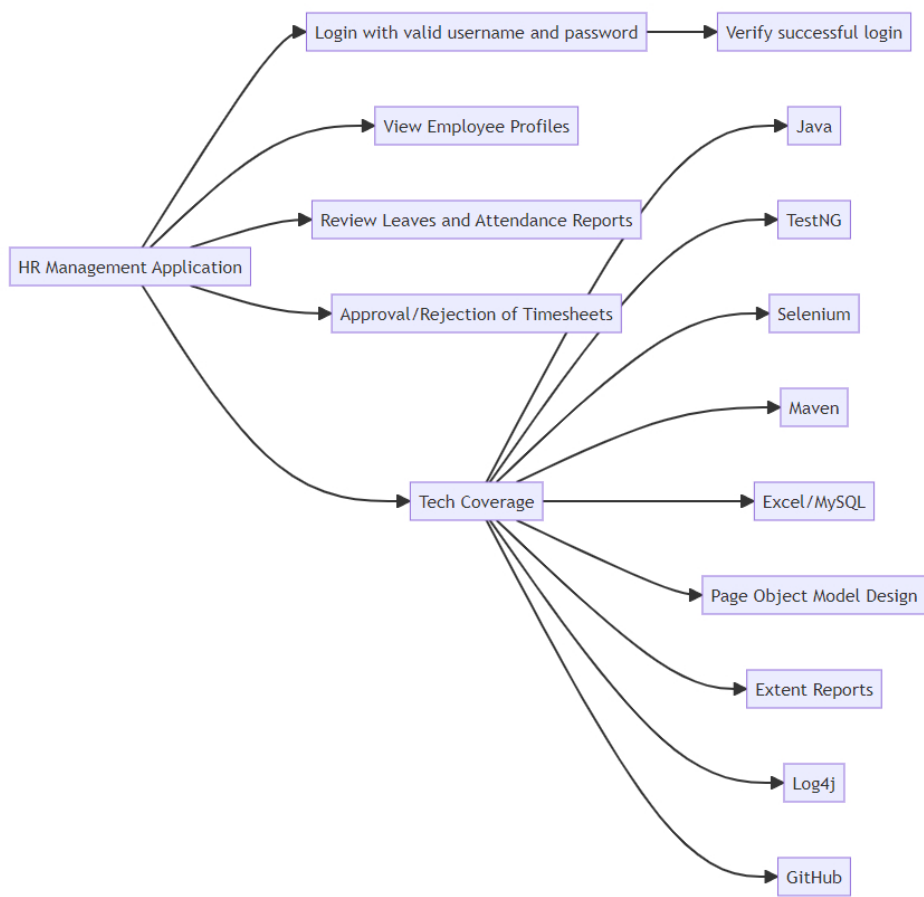 Login with valid username and password
Verify successful login
View Employee Profiles
Java
Review Leaves and Attendance Reports
TestNG
HR Management Application
Approval/Rejection of Timesheets
Selenium
Maven
Tech Coverage
Excel/MySQL
Page Object Model Design
Extent Reports
Log4j
GitHub